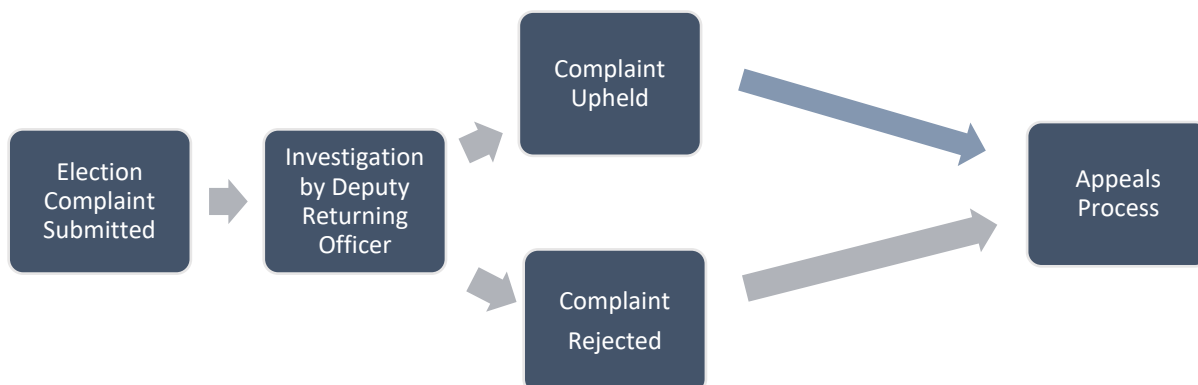 Election
Complaint
Submitted
Investigation
by Deputy
Returning
Officer
Complaint
Upheld
Complaint
Rejected
Appeals
Process